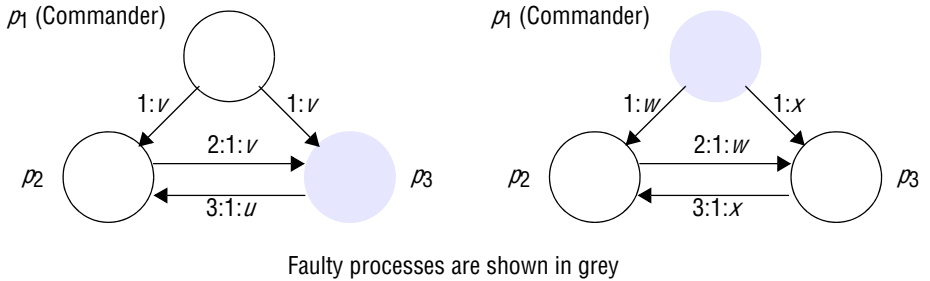 p1 (Commander)
p1 (Commander)
1:v
1:v
1:w
1:x
2:1:v
2:1:w
p2
p3
p2
p3
3:1:u
3:1:x
Faulty processes are shown in grey